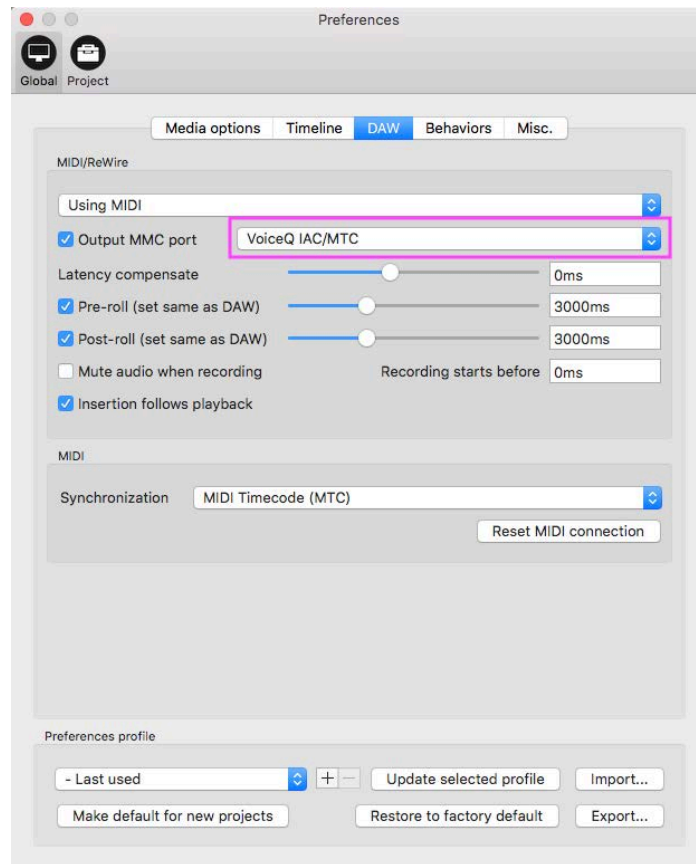 Preferences
Global Project
Media options Timeline DAW Behaviors Misc.
MIDI/ReWire
Using MIDI
Output MMC port VoiceQ IAC/MTC
Latency compensate 0ms
Pre-roll (set same as DAW) 3000ms
Post-roll (set same as DAW) 3000ms
Mute audio when recording Recording starts before 0ms
Insertion follows playback
MIDI
Synchronization MIDI Timecode (MTC)
Reset MIDI connection
Preferences profile
- Last used + − Update selected profile Import...
Make default for new projects Restore to factory default Export...